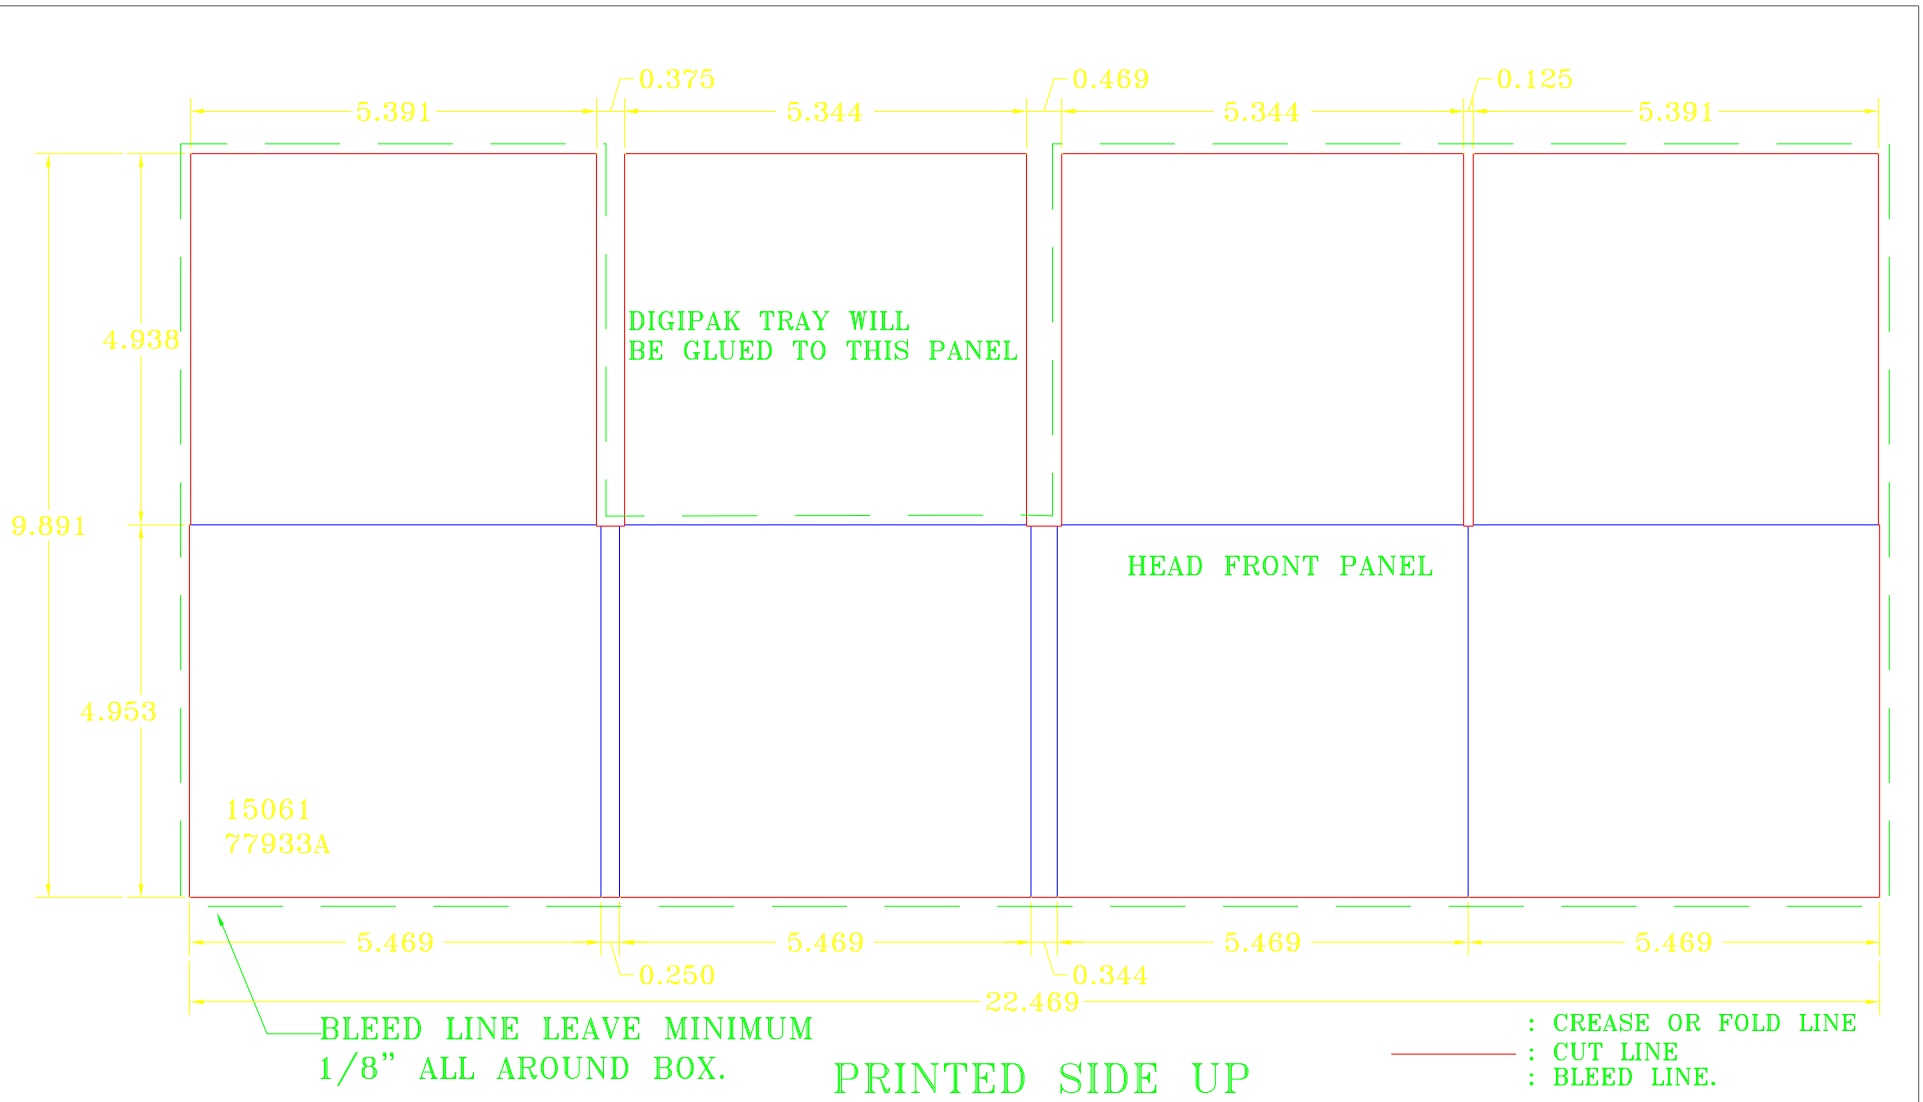 0.375
0.469
0.125
5.391
5.344
5.344
5.391
DIGIPAK TRAY WILL
BE GLUED TO THIS PANEL
4.938
9.891
HEAD FRONT PANEL
4.953
15061
77933A
5.469
5.469
5.469
5.469
0.250
0.344
22.469
BLEED LINE LEAVE MINIMUM
1/8” ALL AROUND BOX.
PRINTED SIDE UP
: CREASE OR FOLD LINE
: CUT LINE
: BLEED LINE.